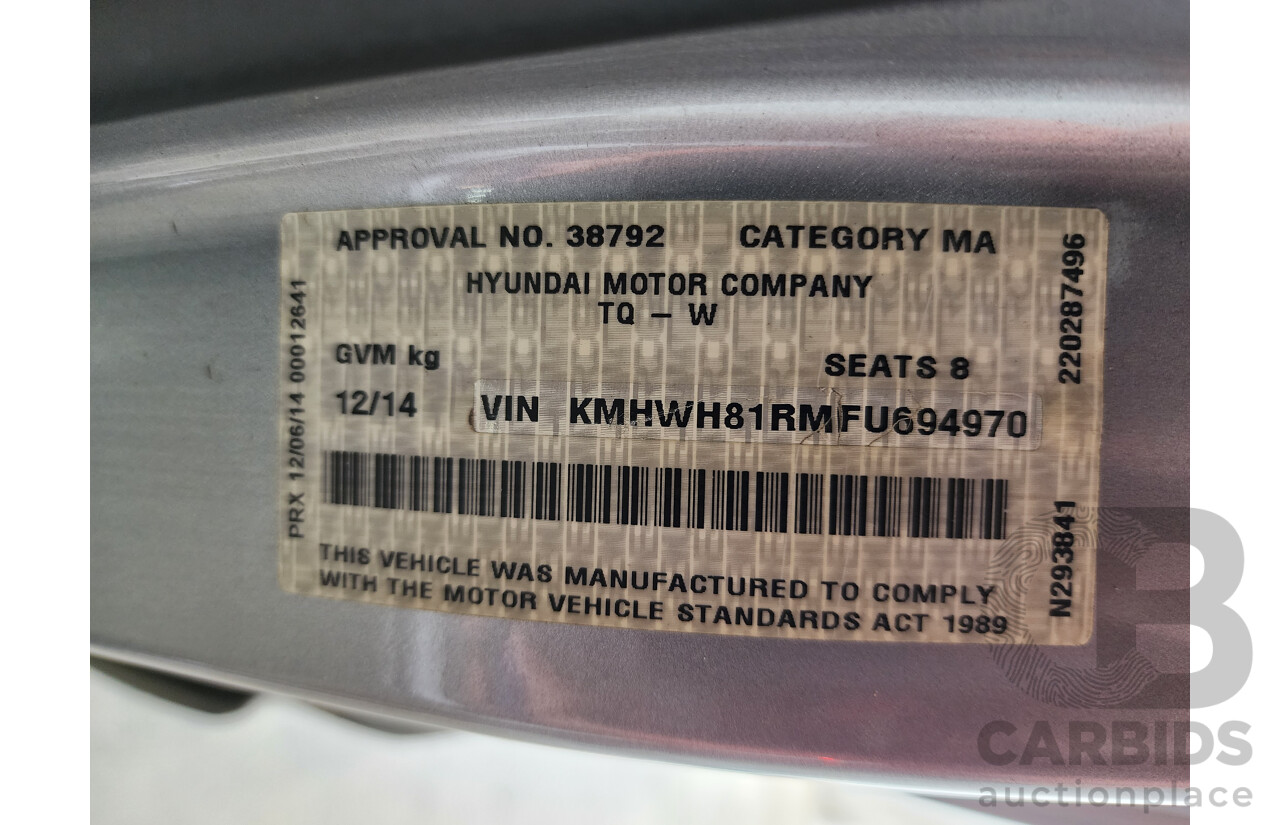 APPROVAL NO. 38792 CATEGORY MA
HYUNDAI MOTOR COMPANY
TQ – W
GVM kg SEATS 8
12/14 VIN KMHWH81RMFU694970
THIS VEHICLE WAS MANUFACTURED TO COMPLY
WITH THE MOTOR VEHICLE STANDARDS ACT 1989
PRX 12/06/14 00012641
220287496
N293841
CARBIDS
auctionplace